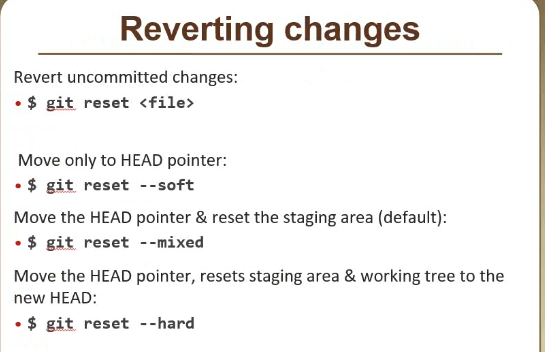 Reverting changes
Revert uncommitted changes:
• $ git reset <file>
Move only to HEAD pointer:
• $ git reset --soft
Move the HEAD pointer & reset the staging area (default):
• $ git reset --mixed
Move the HEAD pointer, resets staging area & working tree to the
new HEAD:
• $ git reset --hard